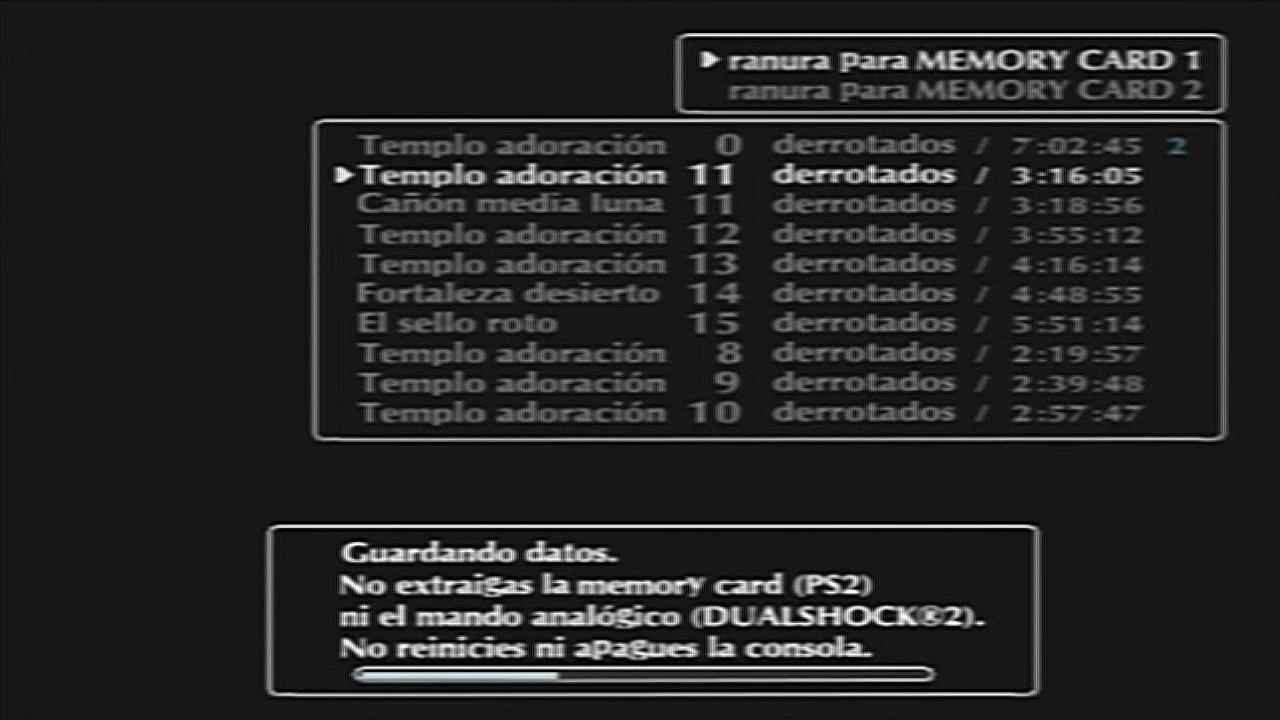 ranura para MEMORY CARD 1
ranura para MEMORY CARD 2
Templo adoración 0 derrotados / 7:02:45 2
Templo adoración 11 derrotados / 3:16:05
Cañón media luna 11 derrotados / 3:18:56
Templo adoración 12 derrotados / 3:55:12
Templo adoración 13 derrotados / 4:16:14
Fortaleza desierto 14 derrotados / 4:48:55
El sello roto 15 derrotados / 5:51:14
Templo adoración 8 derrotados / 2:19:57
Templo adoración 9 derrotados / 2:39:48
Templo adoración 10 derrotados / 2:57:47
Guardando datos.
No extraigas la memory card (PS2)
ni el mando analógico (DUALSHOCK®2).
No reinicies ni apagues la consola.